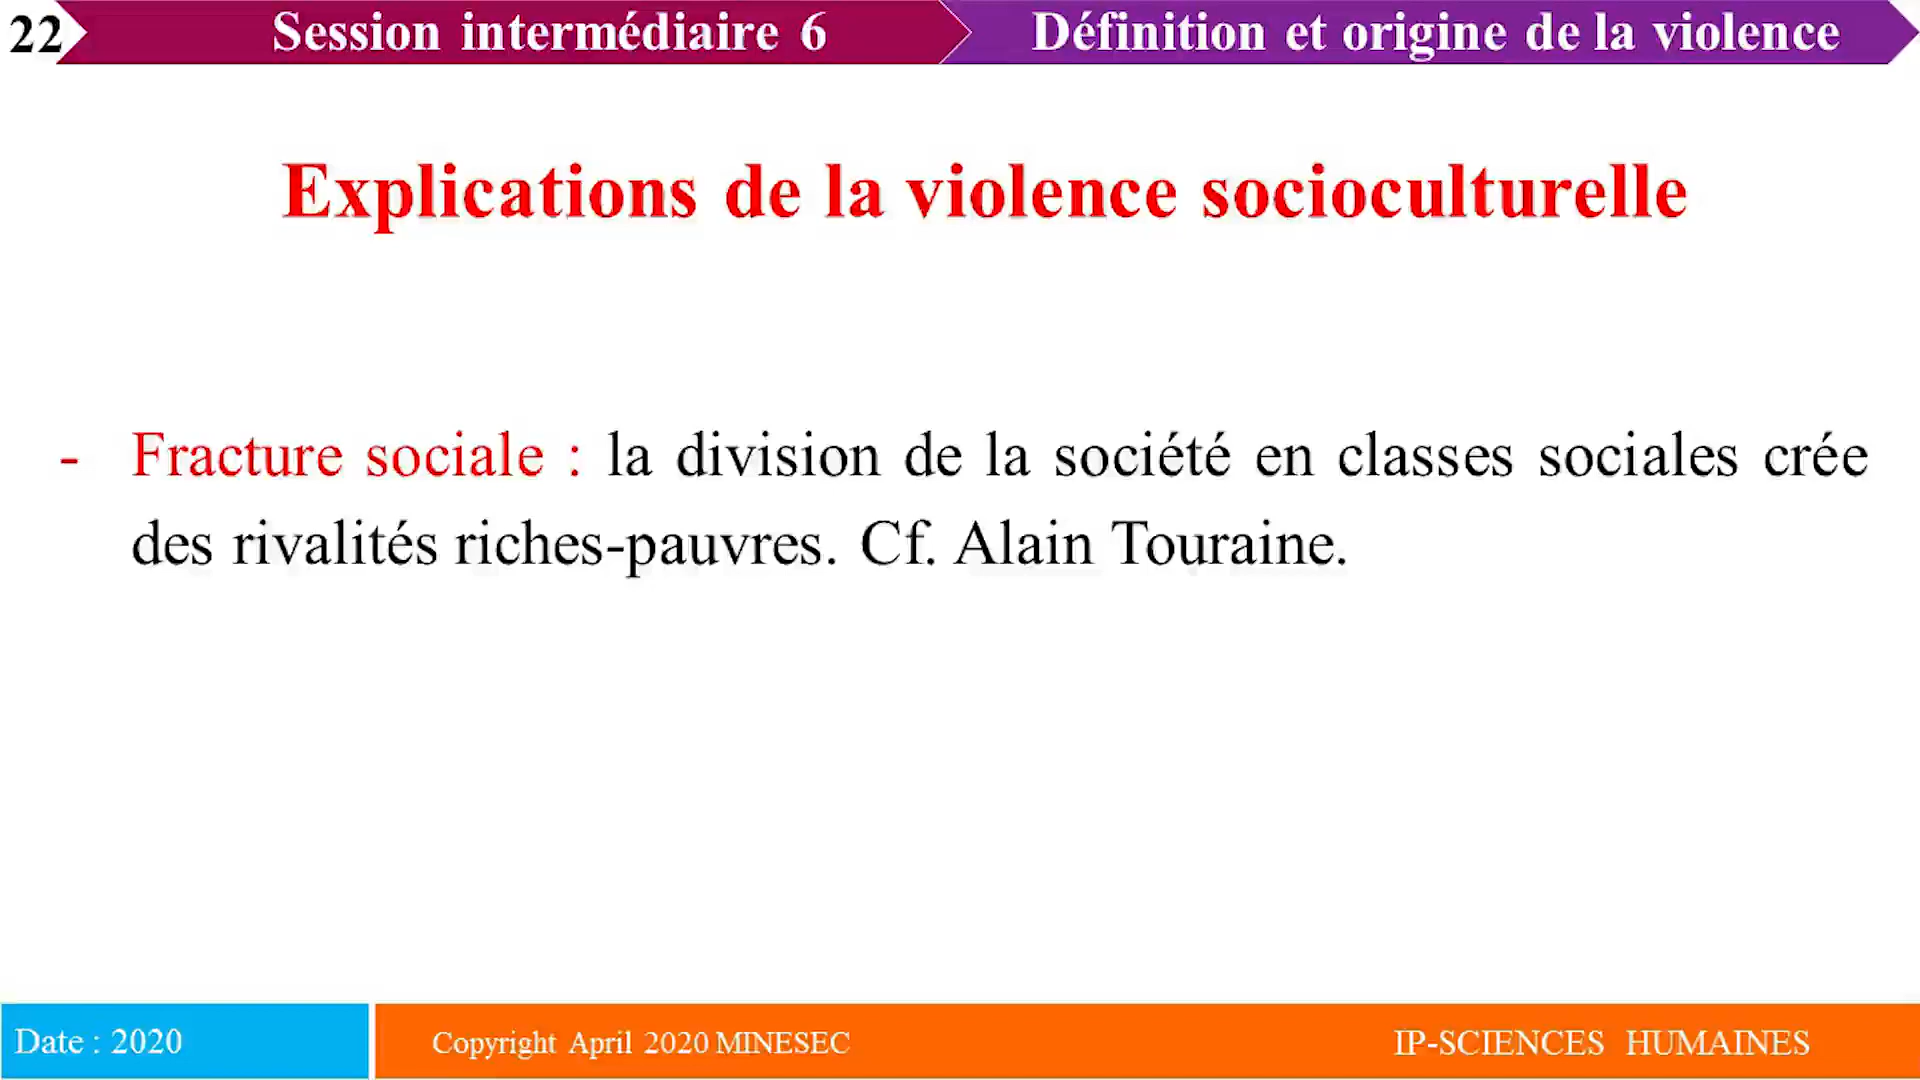 22 Session intermédiaire 6 Définition et origine de la violence
Explications de la violence socioculturelle
- Fracture sociale : la division de la société en classes sociales crée
des rivalités riches-pauvres. Cf. Alain Touraine.
Date : 2020 Copyright April 2020 MINESEC IP-SCIENCES HUMAINES